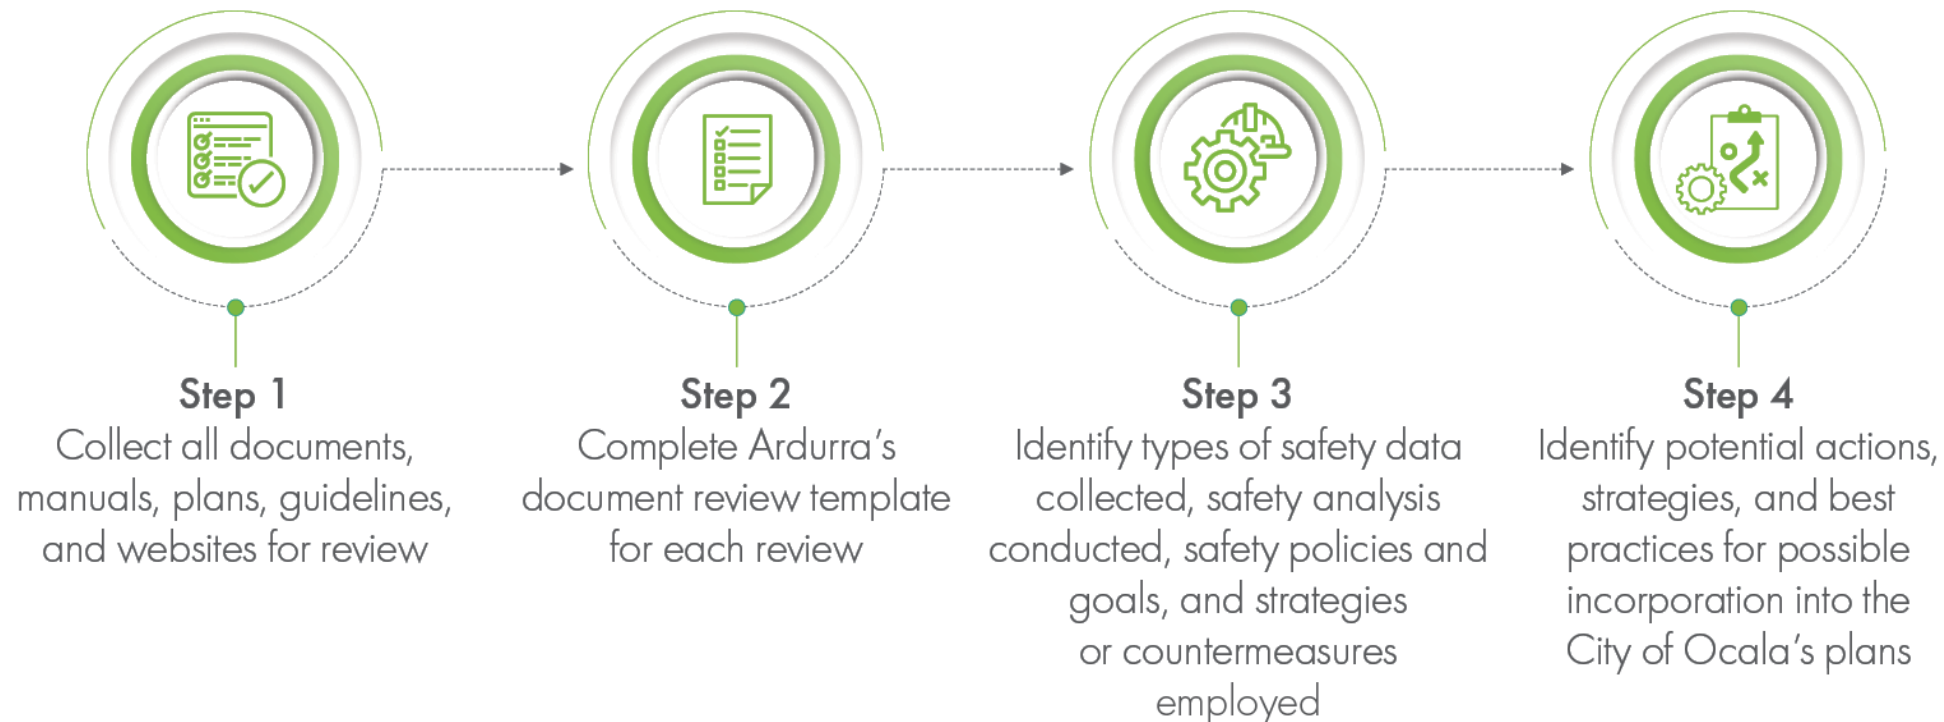 Step 1
Collect all documents,
manuals, plans, guidelines,
and websites for review
Step 2
Complete Ardurra’s
document review template
for each review
Step 3
Identify types of safety data
collected, safety analysis
conducted, safety policies and
goals, and strategies
or countermeasures
employed
Step 4
Identify potential actions,
strategies, and best
practices for possible
incorporation into the
City of Ocala’s plans